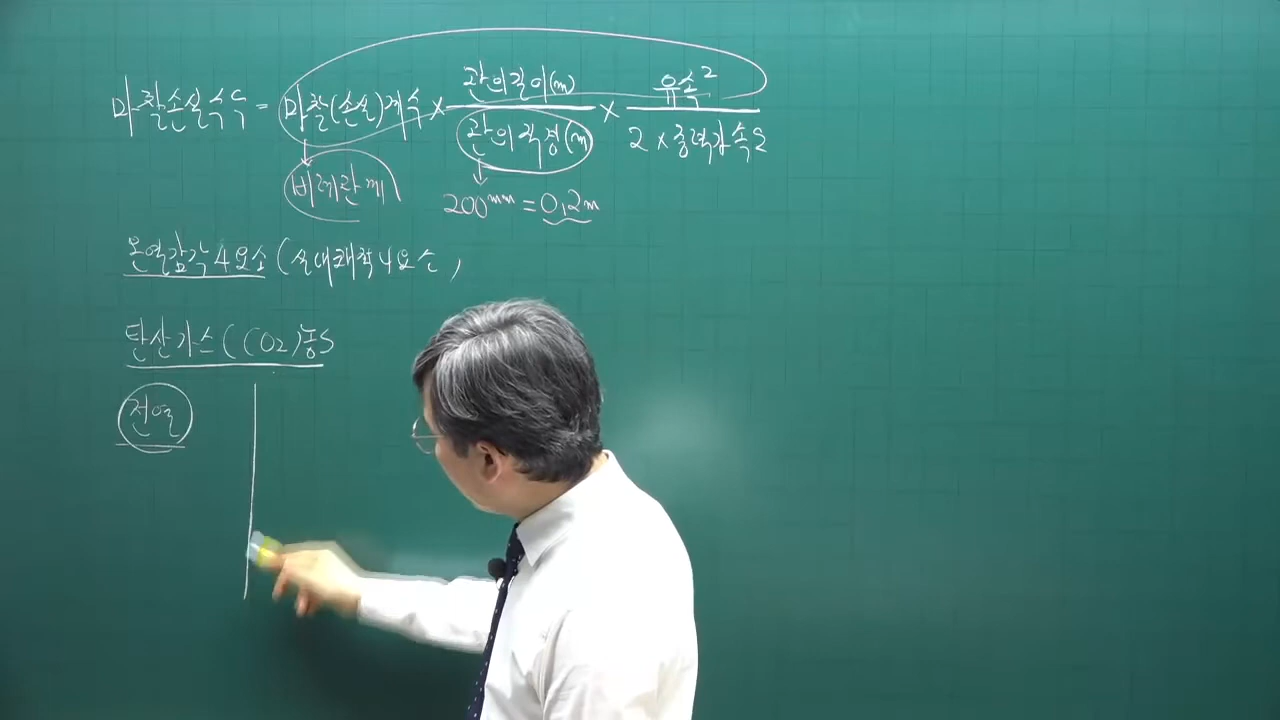 마찰손실수두 = 마찰(손실)계수 × 관의길이(m) / 관의직경(m) × 유속² / 2 × 중력가속도
비례관계
200mm = 0.2m
온열감각 4요소 (실내쾌적 4요소)
탄산가스(CO2)농도
전열